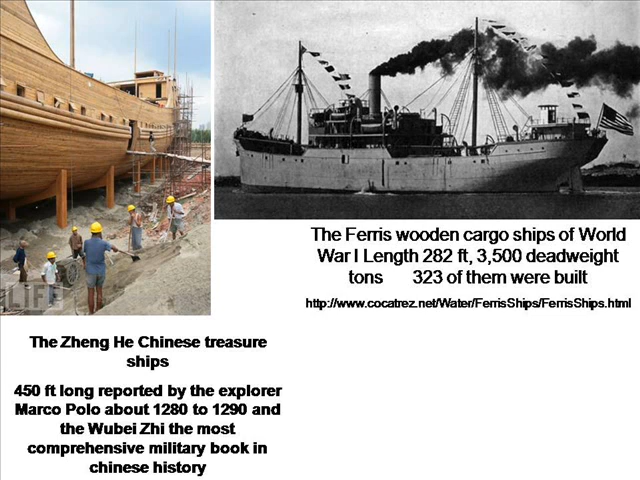 LIFE
The Ferris wooden cargo ships of World
War I Length 282 ft, 3,500 deadweight
tons 323 of them were built
http://www.cocatrez.net/Water/FerrisShips/FerrisShips.html
The Zheng He Chinese treasure
ships
450 ft long reported by the explorer
Marco Polo about 1280 to 1290 and
the Wubei Zhi the most
comprehensive military book in
chinese history